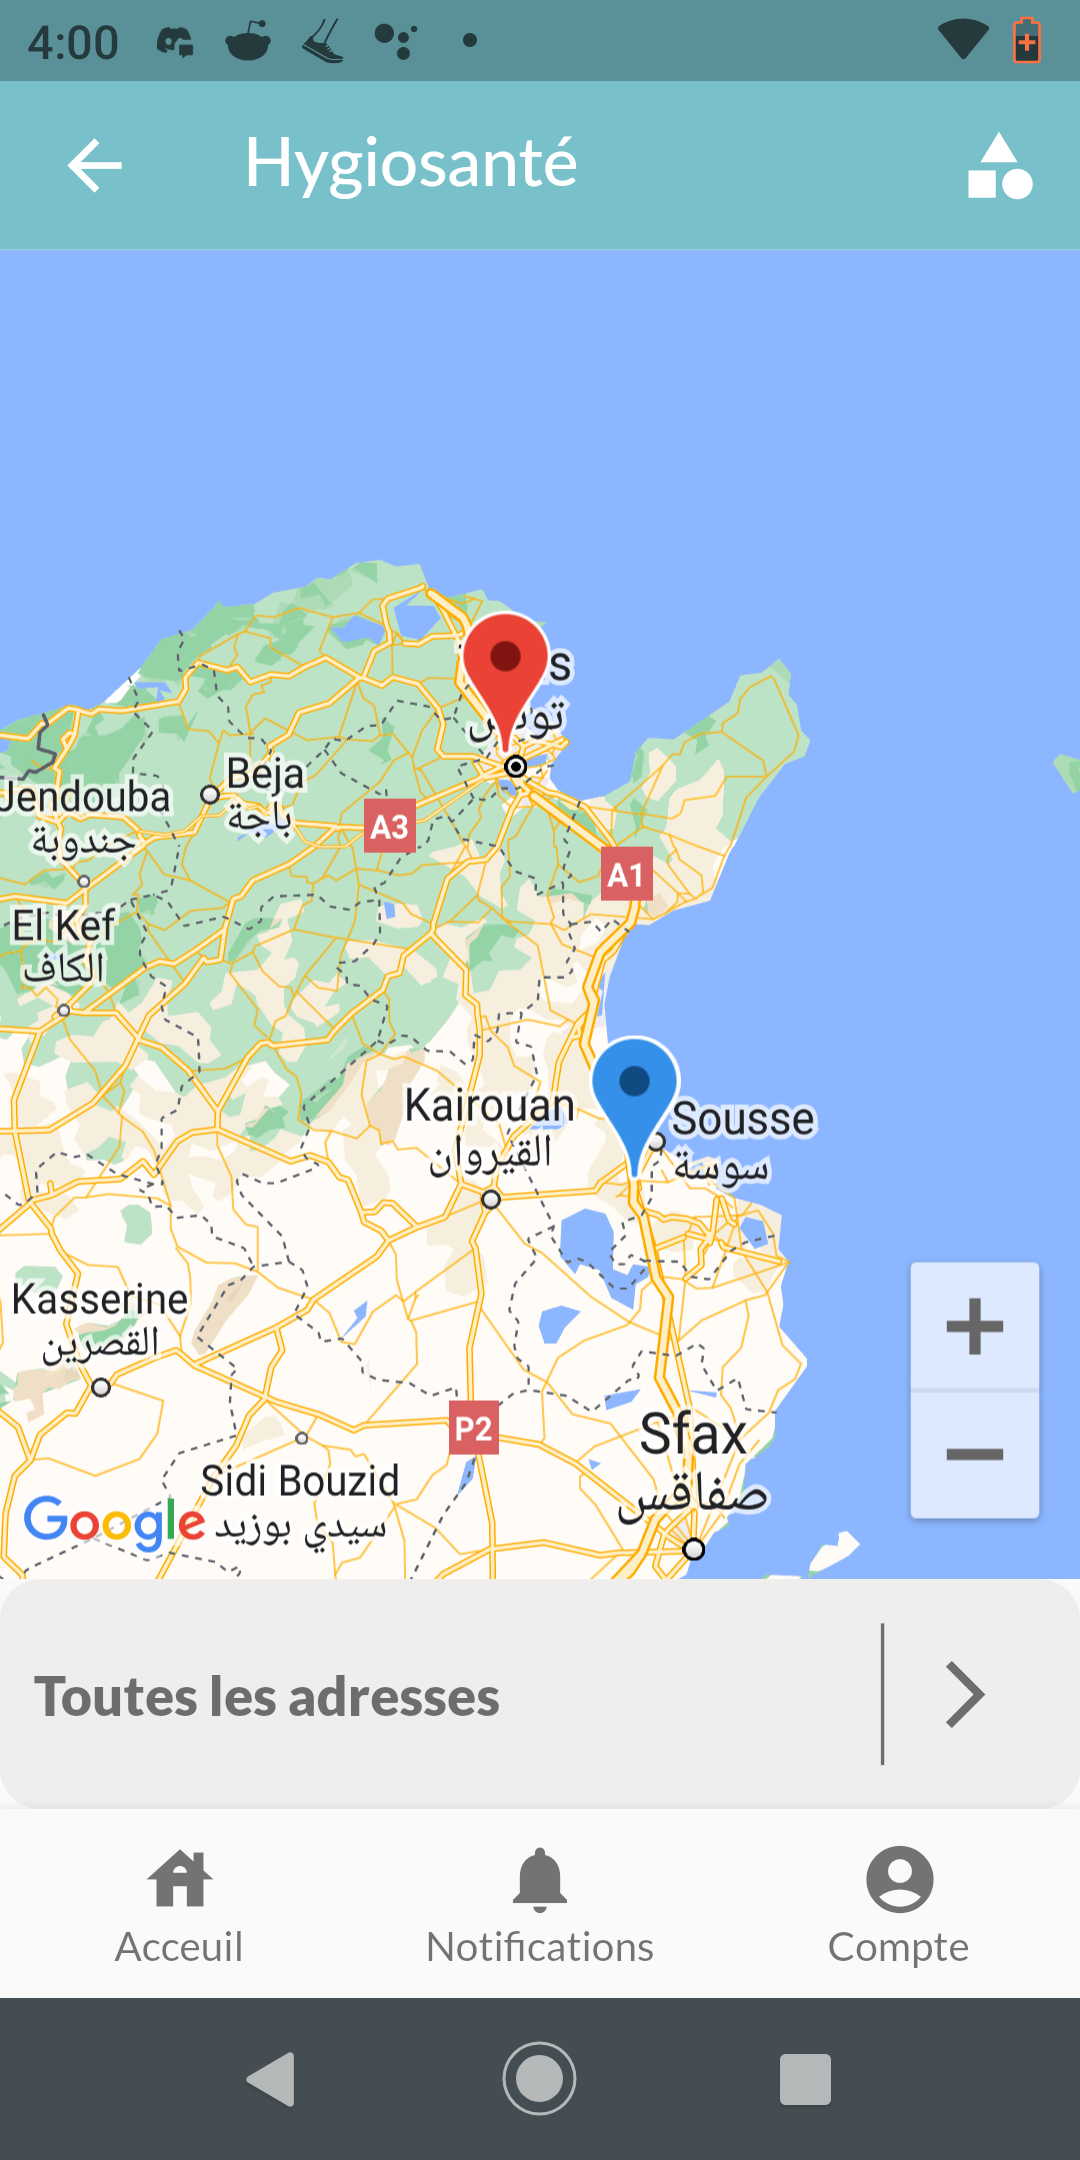 4:00
Hygiosanté
s
تونس
Beja
باجة
Jendouba
جندوبة
A3
A1
El Kef
الكاف
Kairouan
القيروان
Sousse
سوسة
Kasserine
القصرين
P2
Sfax
صفاقس
Sidi Bouzid
سيدي بوزيد
Google
Toutes les adresses
Acceuil
Notifications
Compte